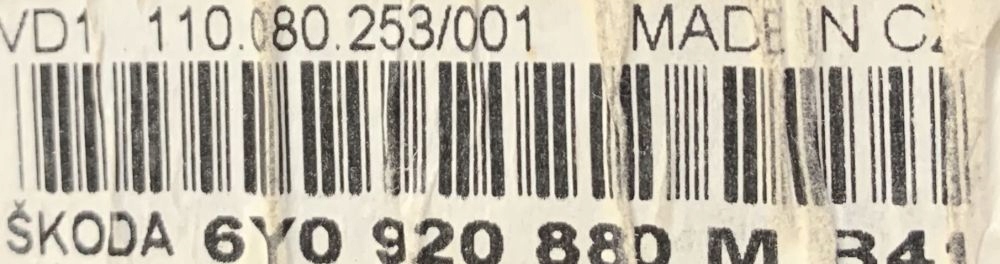 VD1 110.080.253/001 MADE IN
ŠKODA 6Y0 920 880 M